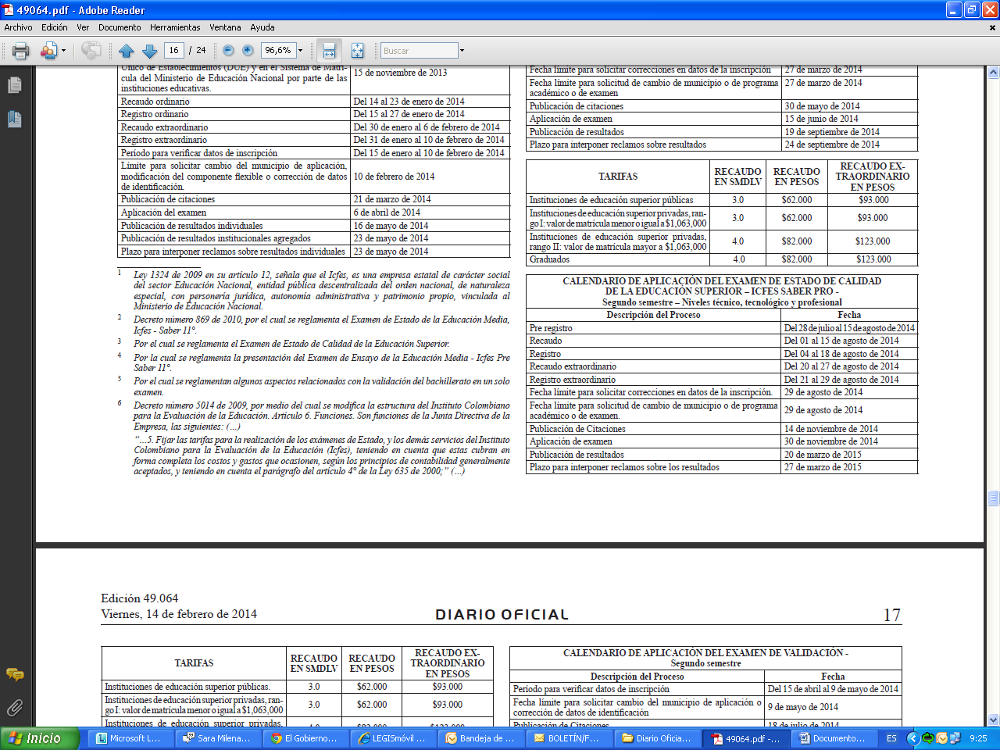 49064.pdf - Adobe Reader
Archivo Edición Ver Documento Herramientas Ventana Ayuda
16 / 24 96,6% Buscar
Único de Establecimientos (DUE) y en el Sistema de Matrí-
cula del Ministerio de Educación Nacional por parte de las
instituciones educativas.
15 de noviembre de 2013
Recaudo ordinario Del 14 al 23 de enero de 2014
Registro ordinario Del 15 al 27 de enero de 2014
Recaudo extraordinario Del 30 de enero al 6 de febrero de 2014
Registro extraordinario Del 31 de enero al 10 de febrero de 2014
Período para verificar datos de inscripción Del 15 de enero al 10 de febrero de 2014
Límite para solicitar cambio del municipio de aplicación,
modificación del componente flexible o corrección de datos
de identificación.
10 de febrero de 2014
Publicación de citaciones 21 de marzo de 2014
Aplicación del examen 6 de abril de 2014
Publicación de resultados individuales 16 de mayo de 2014
Publicación de resultados institucionales agregados 23 de mayo de 2014
Plazo para interponer reclamos sobre resultados individuales 23 de mayo de 2014
1 Ley 1324 de 2009 en su artículo 12, señala que el Icfes, es una empresa estatal de carácter social
del sector Educación Nacional, entidad pública descentralizada del orden nacional, de naturaleza
especial, con personería jurídica, autonomía administrativa y patrimonio propio, vinculada al
Ministerio de Educación Nacional.
2 Decreto número 869 de 2010, por el cual se reglamenta el Examen de Estado de la Educación Media,
Icfes - Saber 11°.
3 Por el cual se reglamenta el Examen de Estado de Calidad de la Educación Superior.
4 Por la cual se reglamenta la presentación del Examen de Ensayo de la Educación Media - Icfes Pre
Saber 11°.
5 Por el cual se reglamentan algunos aspectos relacionados con la validación del bachillerato en un solo
examen.
6 Decreto número 5014 de 2009, por medio del cual se modifica la estructura del Instituto Colombiano
para la Evaluación de la Educación. Artículo 6. Funciones. Son funciones de la Junta Directiva de la
Empresa, las siguientes: (…)
“…5. Fijar las tarifas para la realización de los exámenes de Estado, y los demás servicios del Instituto
Colombiano para la Evaluación de la Educación (Icfes), teniendo en cuenta que estas cubran en
forma completa los costos y gastos que ocasionen, según los principios de contabilidad generalmente
aceptados, y teniendo en cuenta el parágrafo del artículo 4° de la Ley 635 de 2000;” (…)
Fecha límite para solicitar correcciones en datos de la inscripción 27 de marzo de 2014
Fecha límite para solicitud de cambio de municipio o de programa
académico o de examen
27 de marzo de 2014
Publicación de citaciones 30 de mayo de 2014
Aplicación de examen 15 de junio de 2014
Publicación de resultados 19 de septiembre de 2014
Plazo para interponer reclamos sobre resultados 24 de septiembre de 2014
TARIFAS RECAUDO EN SMDLV RECAUDO EN PESOS RECAUDO EX-TRAORDINARIO EN PESOS
Instituciones de educación superior públicas 3.0 $62.000 $93.000
Instituciones de educación superior privadas, ran-
go I: valor de matrícula menor o igual a $1,063,000
3.0 $62.000 $93.000
Instituciones de educación superior privadas,
rango II: valor de matrícula mayor a $1,063,000
4.0 $82.000 $123.000
Graduados 4.0 $82.000 $123.000
CALENDARIO DE APLICACIÓN DEL EXAMEN DE ESTADO DE CALIDAD
DE LA EDUCACIÓN SUPERIOR – ICFES SABER PRO -
Segundo semestre – Niveles técnico, tecnológico y profesional
Descripción del Proceso Fecha
Pre registro Del 28 de julio al 15 de agosto de 2014
Recaudo Del 01 al 15 de agosto de 2014
Registro Del 04 al 18 de agosto de 2014
Recaudo extraordinario Del 20 al 27 de agosto de 2014
Registro extraordinario Del 21 al 29 de agosto de 2014
Fecha límite para solicitar correcciones en datos de la inscripción. 29 de agosto de 2014
Fecha límite para solicitud de cambio de municipio o de programa
académico o de examen.
29 de agosto de 2014
Publicación de Citaciones 14 de noviembre de 2014
Aplicación de examen 30 de noviembre de 2014
Publicación de resultados 20 de marzo de 2015
Plazo para interponer reclamos sobre los resultados 27 de marzo de 2015
Edición 49.064
Viernes, 14 de febrero de 2014 DIARIO OFICIAL 17
TARIFAS RECAUDO EN SMDLV RECAUDO EN PESOS RECAUDO EX-TRAORDINARIO EN PESOS
Instituciones de educación superior públicas. 3.0 $62.000 $93.000
Instituciones de educación superior privadas, ran-
go I: valor de matrícula menor o igual a $1,063,000
3.0 $62.000 $93.000
Instituciones de educación superior privadas,
CALENDARIO DE APLICACIÓN DEL EXAMEN DE VALIDACIÓN -
Segundo semestre
Descripción del Proceso Fecha
Período para verificar datos de inscripción Del 15 de abril al 9 de mayo de 2014
Fecha límite para solicitar cambio del municipio de aplicación o
corrección de datos de identificación
9 de mayo de 2014
Publicación de Citaciones 18 de julio de 2014
Inicio Microsoft L... Sara Milena... El Gobierno... LEGISmóvil ... Bandeja de ... BOLETÍN/F... Diario Oficia... 49064.pdf -... Documento... ES 9:25